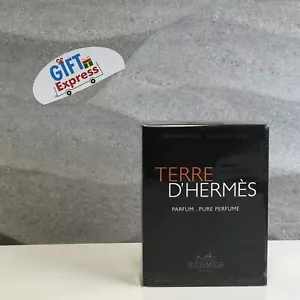 GIFT
Express
TERRE
D'HERMÈS
PARFUM . PURE PERFUME
HERMÈS